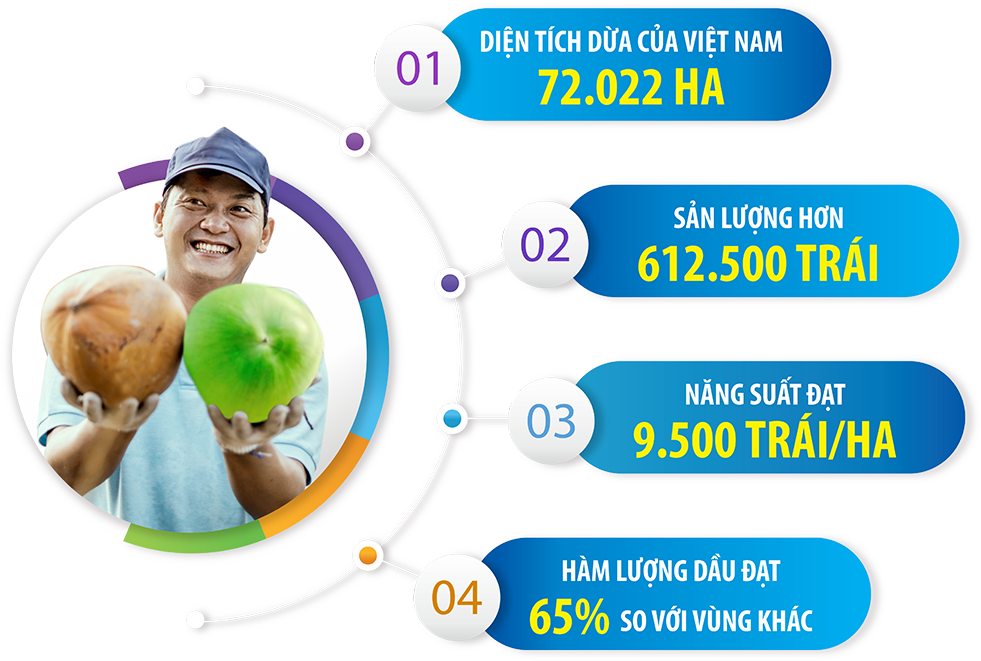 01
DIỆN TÍCH DỪA CỦA VIỆT NAM
72.022 HA
02
SẢN LƯỢNG HƠN
612.500 TRÁI
03
NĂNG SUẤT ĐẠT
9.500 TRÁI/HA
04
HÀM LƯỢNG DẦU ĐẠT
65% SO VỚI VÙNG KHÁC